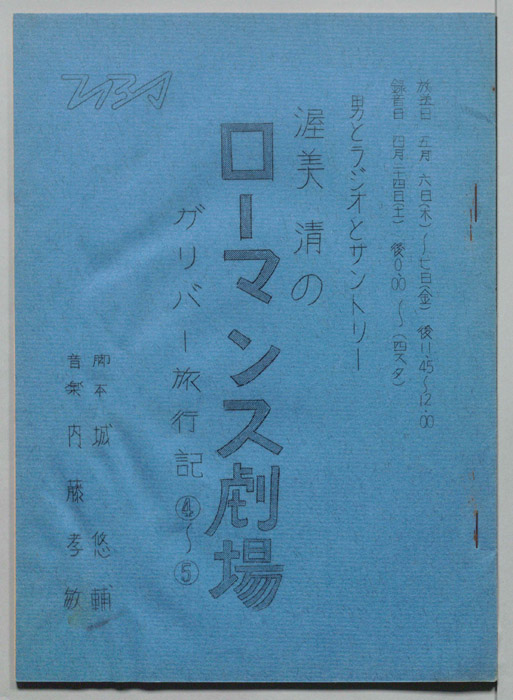 放送日 五月 六日(木)〜七日(金) 後11.45〜12.00
録音日 四月二十四日(土) 後0.00〜(四スタ)
男とラジオとサントリー
渥美 清の
ローマンス劇場
ガリバー旅行記④〜⑤
脚本 城 悠輔
音楽 内藤孝敏